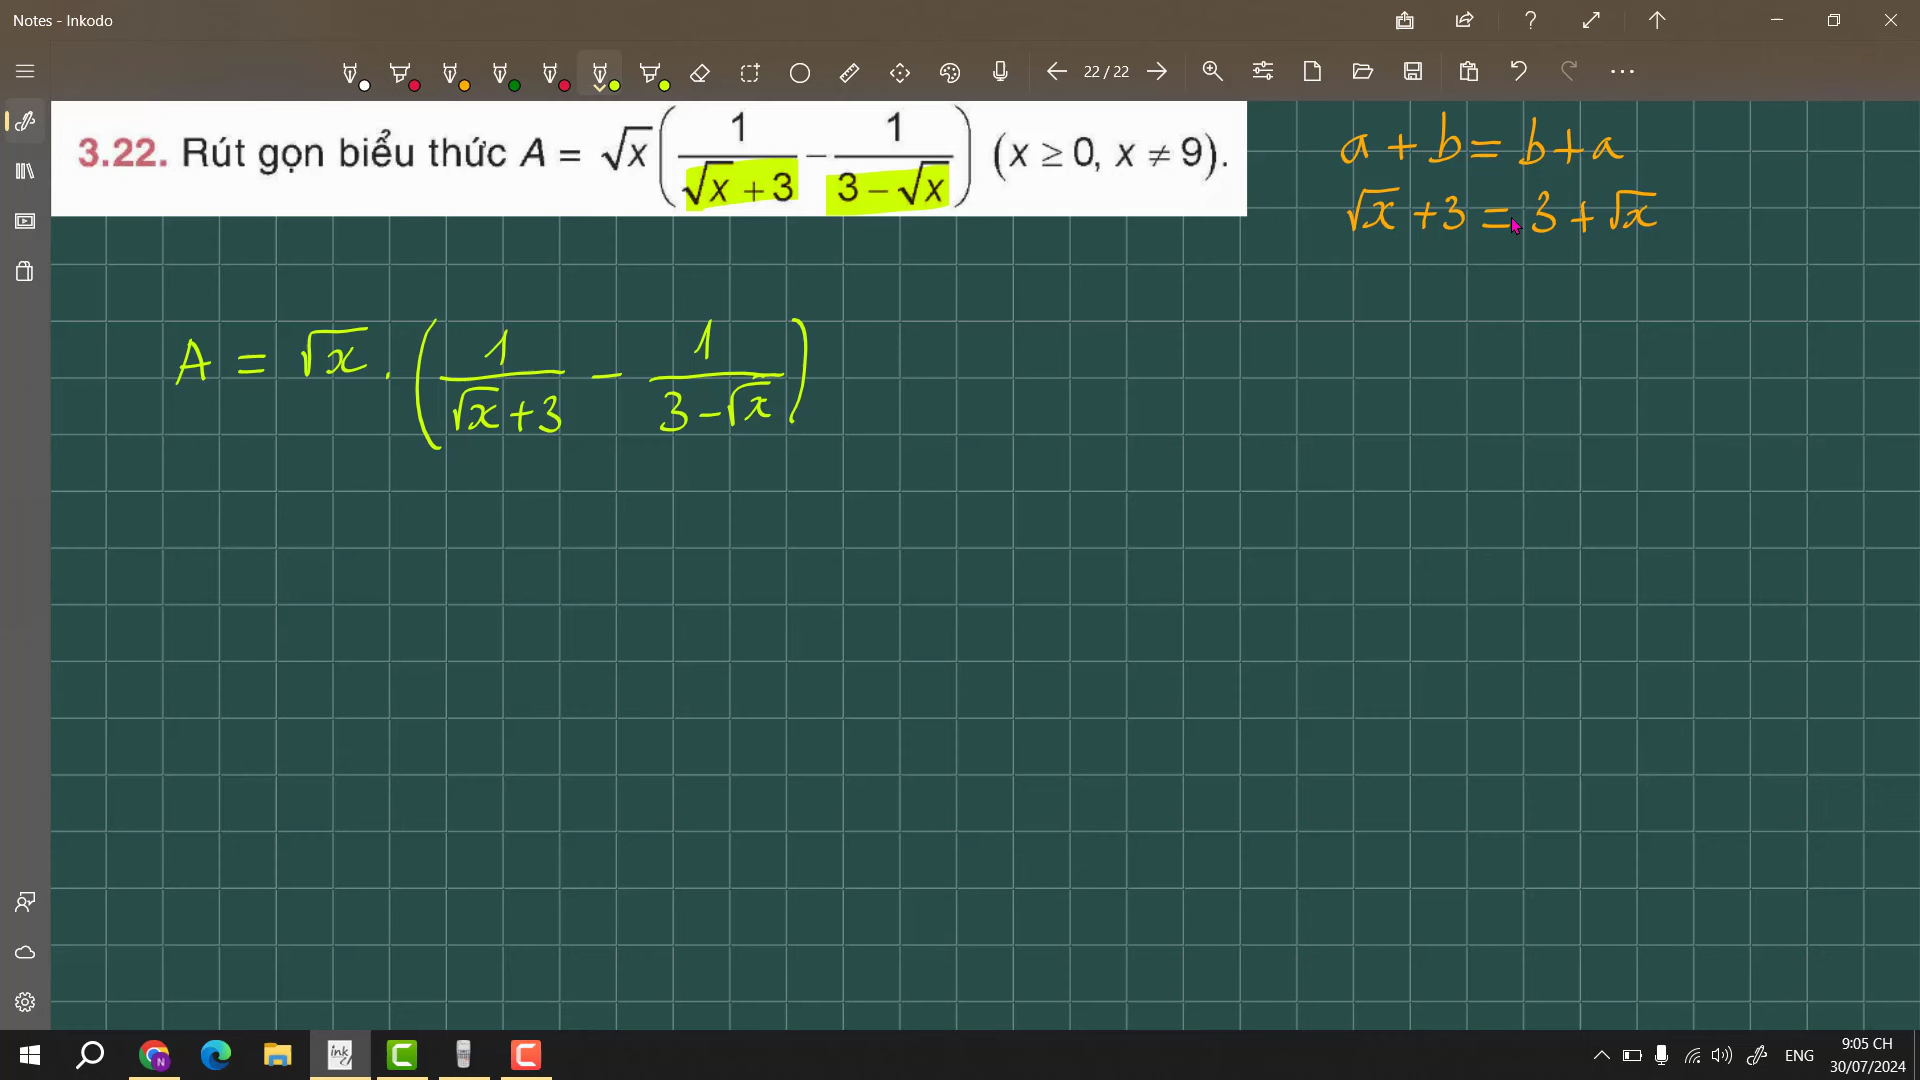 Notes - Inkodo
22 / 22
3.22. Rút gọn biểu thức A = √x(1/(√x + 3) − 1/(3 − √x)) (x ≥ 0, x ≠ 9).
a + b = b + a
√x + 3 = 3 + √x
A = √x . (1/(√x + 3) − 1/(3 − √x))
N
ink
ENG
9:05 CH
30/07/2024